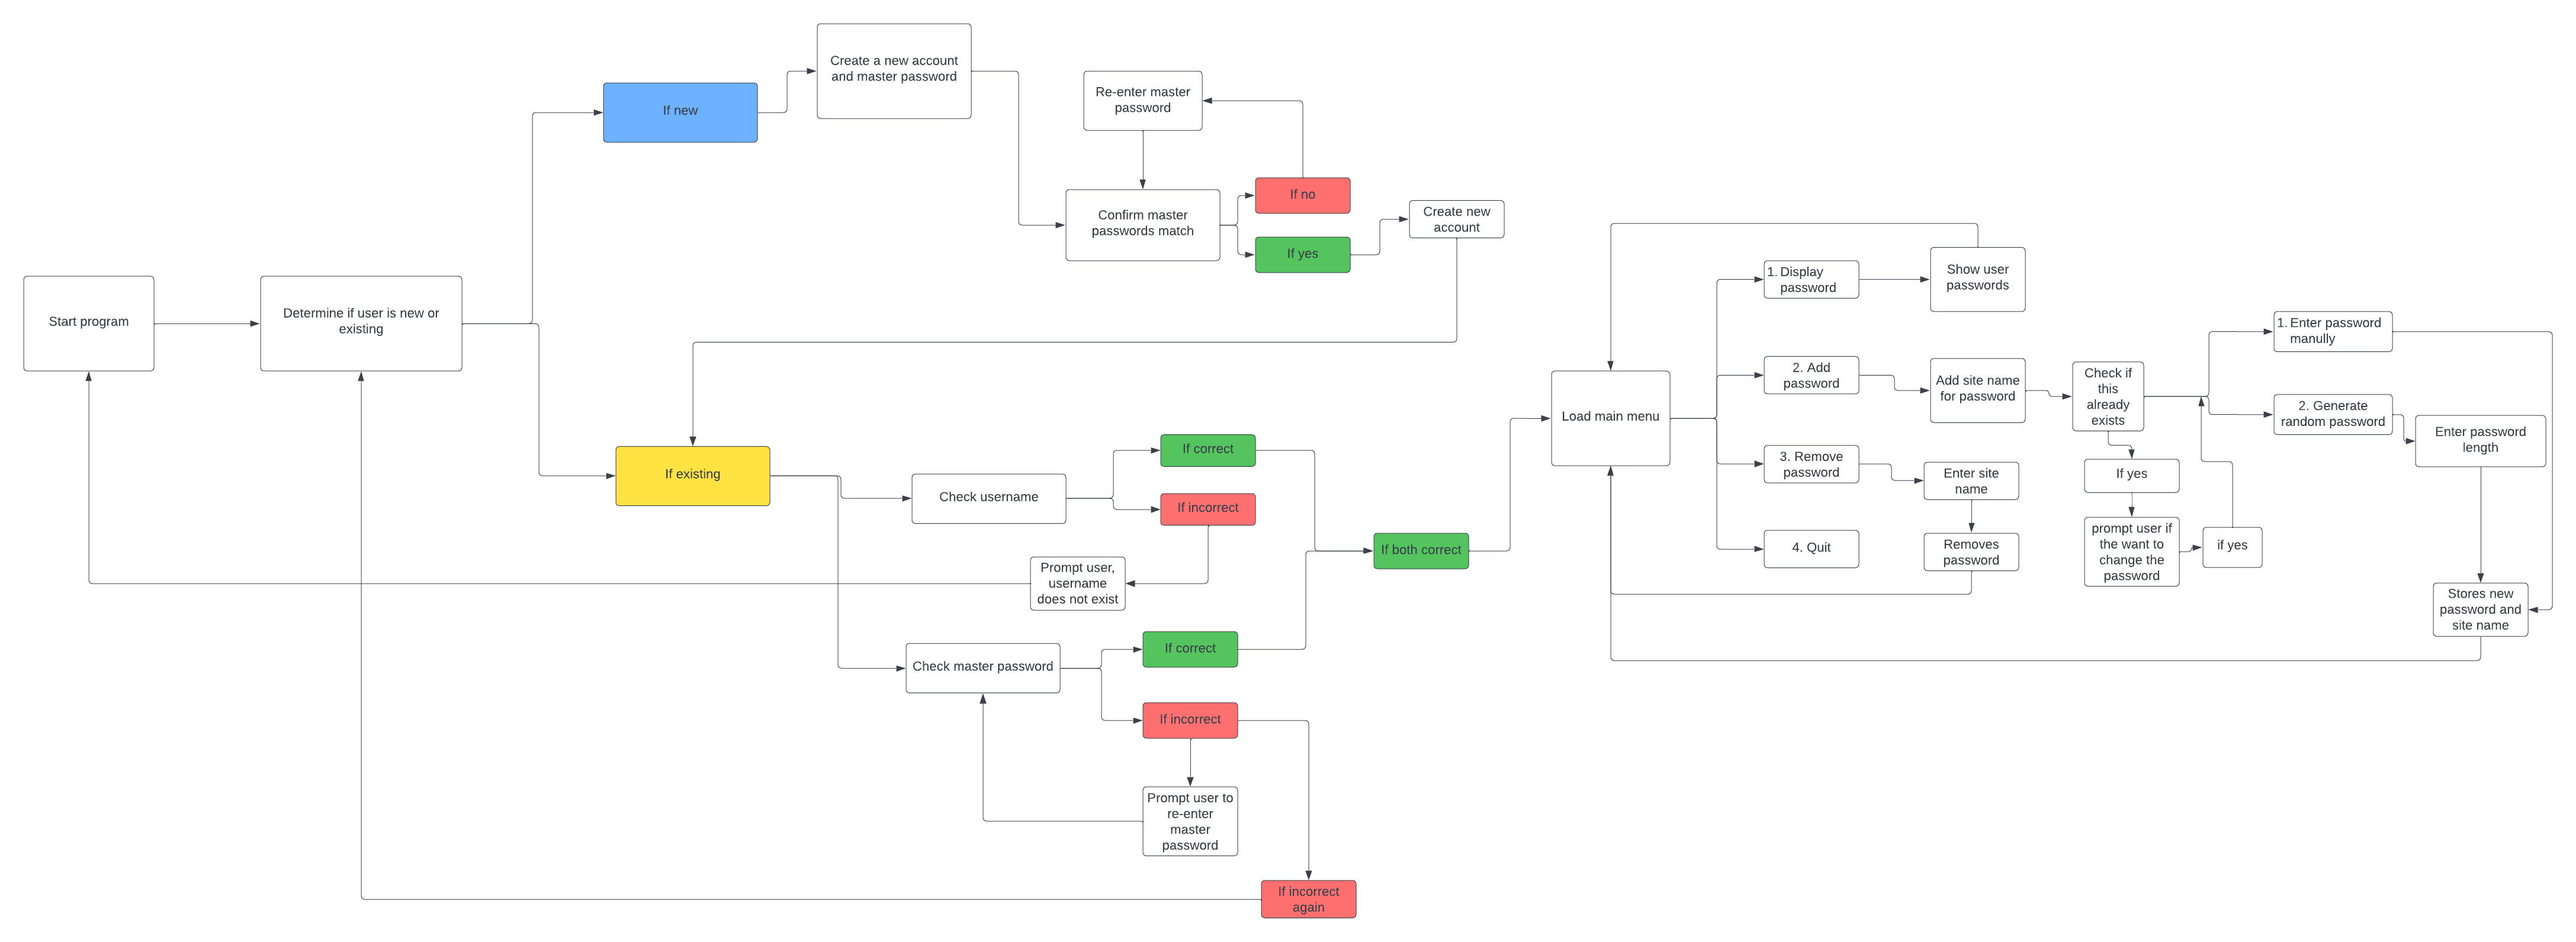 Start program
Determine if user is new or
existing
If new
Create a new account
and master password
Re-enter master
password
Confirm master
passwords match
If no
If yes
Create new
account
If existing
Check username
If correct
If incorrect
Prompt user,
username
does not exist
Check master password
If correct
If incorrect
Prompt user to
re-enter
master
password
If incorrect
again
If both correct
Load main menu
1. Display
password
Show user
passwords
2. Add
password
Add site name
for password
Check if
this
already
exists
If yes
prompt user if
the want to
change the
password
if yes
1. Enter password
manully
2. Generate
random password
Enter password
length
Stores new
password and
site name
3. Remove
password
Enter site
name
Removes
password
4. Quit